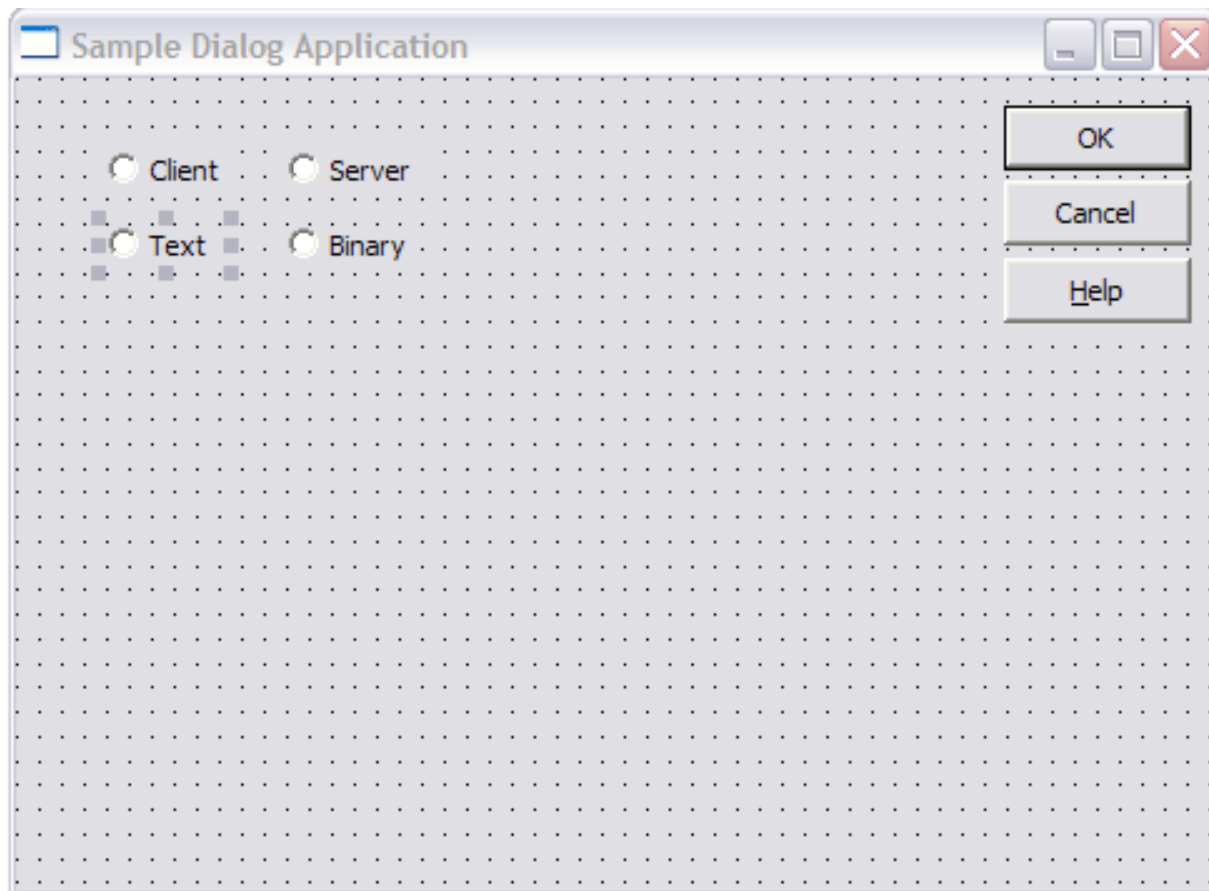 Sample Dialog Application
OK
Client Server
Cancel
Text Binary
Help